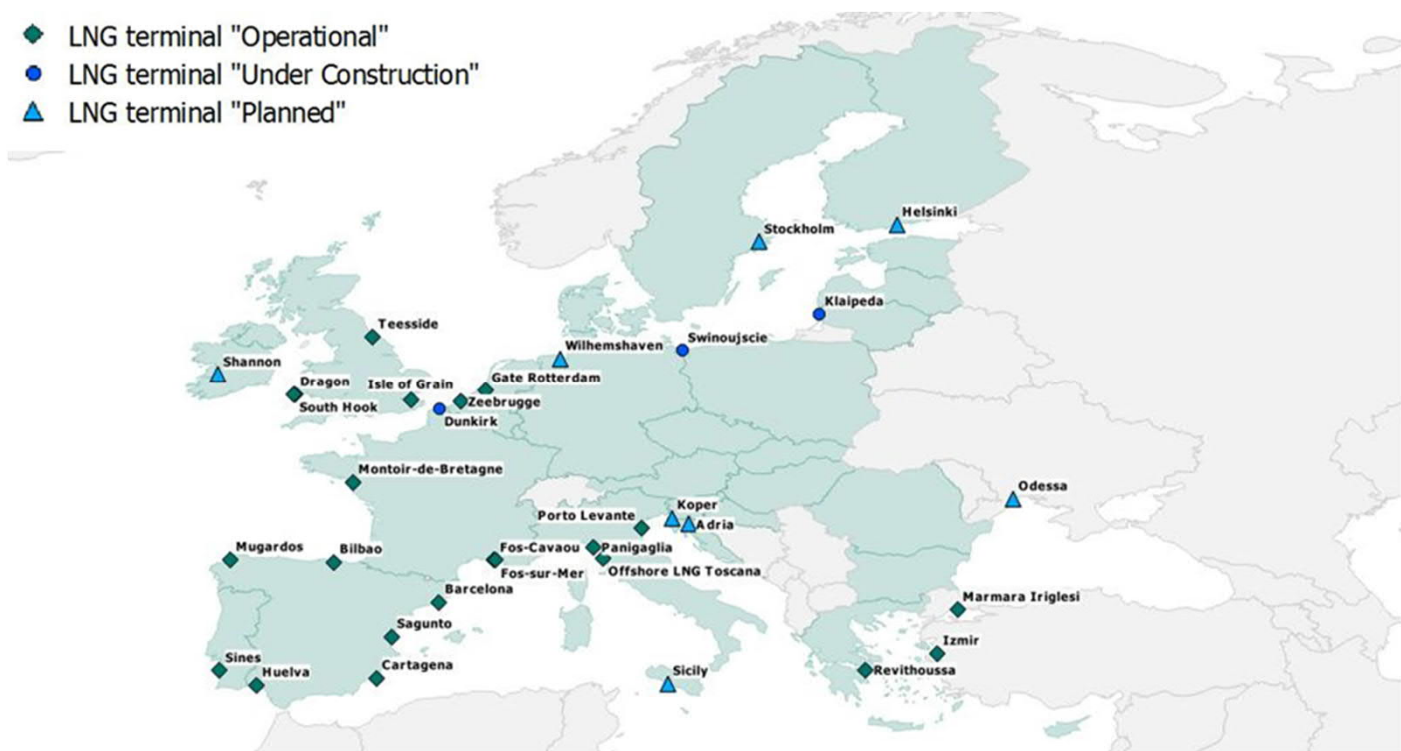 LNG terminal "Operational"
LNG terminal "Under Construction"
LNG terminal "Planned"
Helsinki
Stockholm
Klaipeda
Teesside
Swinoujscie
Wilhemshaven
Shannon
Gate Rotterdam
Dragon
Isle of Grain
Zeebrugge
South Hook
Dunkirk
Montoir-de-Bretagne
Odessa
Koper
Porto Levante
Adria
Mugardos
Bilbao
Fos-Cavaou
Panigaglia
Fos-sur-Mer
Offshore LNG Toscana
Barcelona
Marmara Iriglesi
Sagunto
Izmir
Sines
Cartagena
Huelva
Sicily
Revithoussa